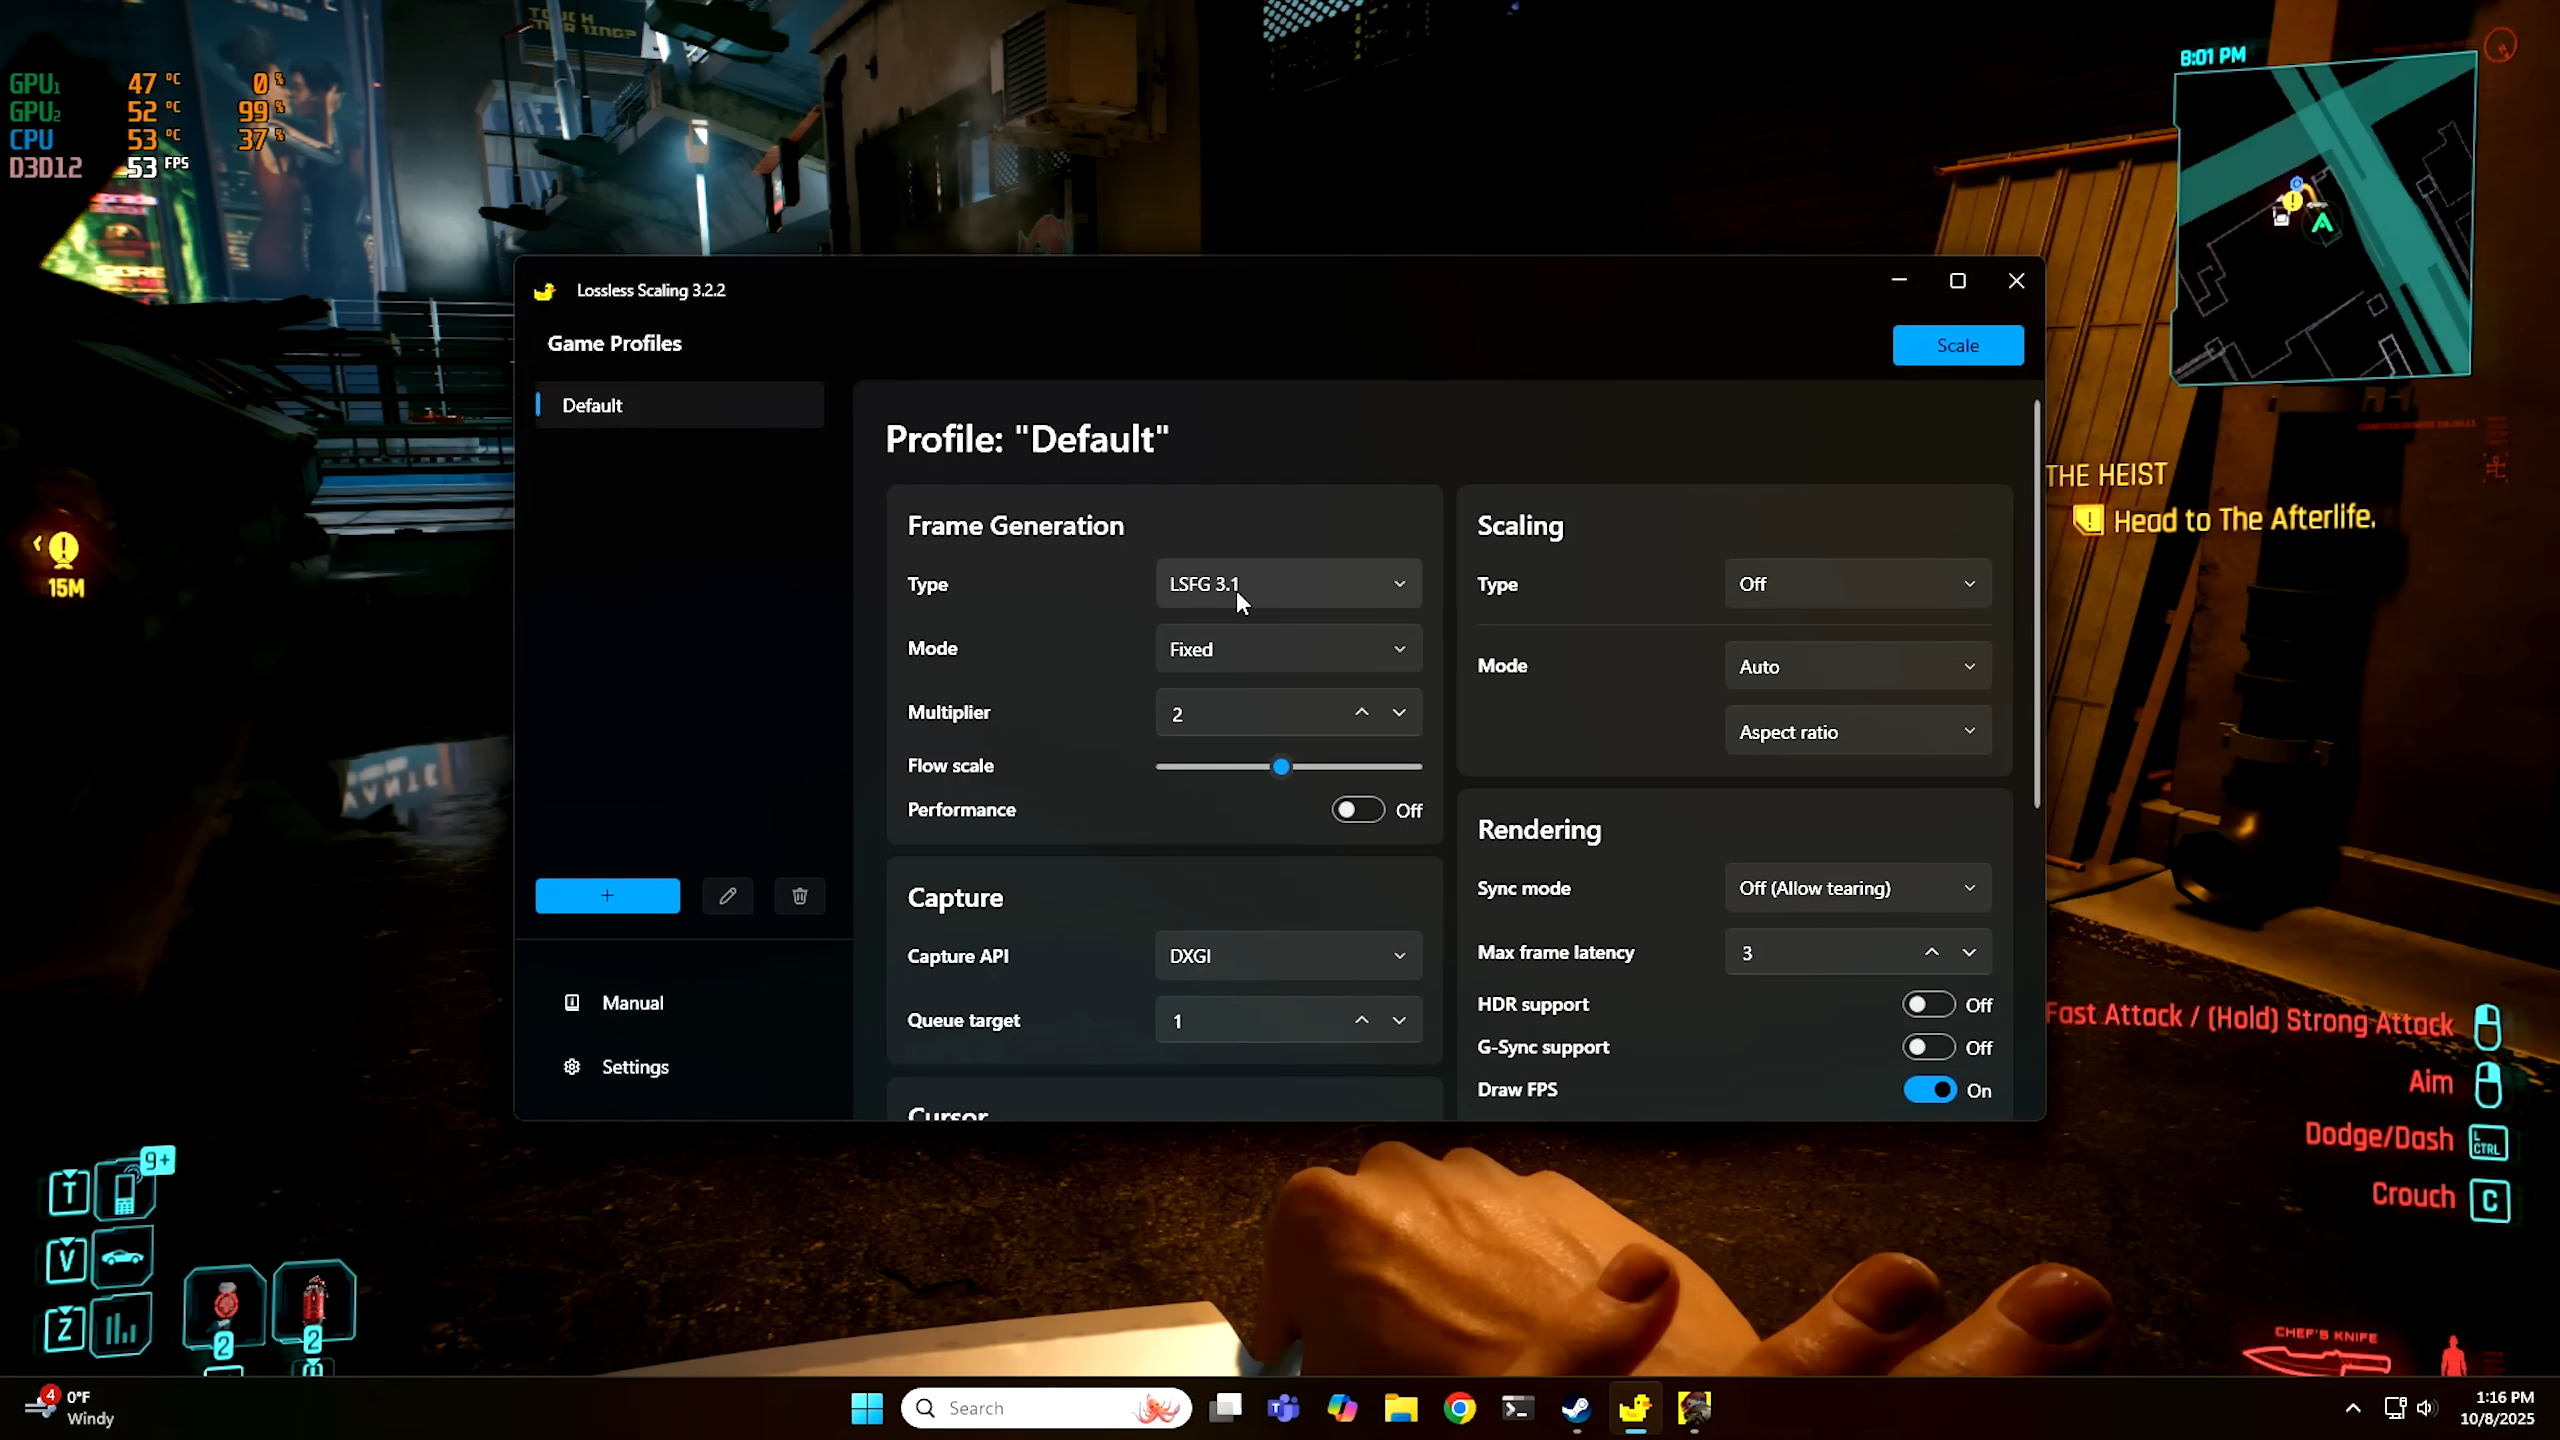 GPU1 47 °C 0 %
GPU2 52 °C 99 %
CPU 53 °C 37 %
D3D12 53 FPS
8:01 PM
15M
THE HEIST
Head to The Afterlife.
Lossless Scaling 3.2.2
Game Profiles
Scale
Default
Profile: "Default"
Frame Generation
Type LSFG 3.1
Mode Fixed
Multiplier 2
Flow scale
Performance Off
Capture
Capture API DXGI
Queue target 1
Cursor
Scaling
Type Off
Mode Auto
Aspect ratio
Rendering
Sync mode Off (Allow tearing)
Max frame latency 3
HDR support Off
G-Sync support Off
Draw FPS On
+
Manual
Settings
Fast Attack / (Hold) Strong Attack
Aim
Dodge/Dash L CTRL
Crouch C
T 9+
V
Z
2 2
CHEF'S KNIFE
4 0°F
Windy
Search
1:16 PM
10/8/2025